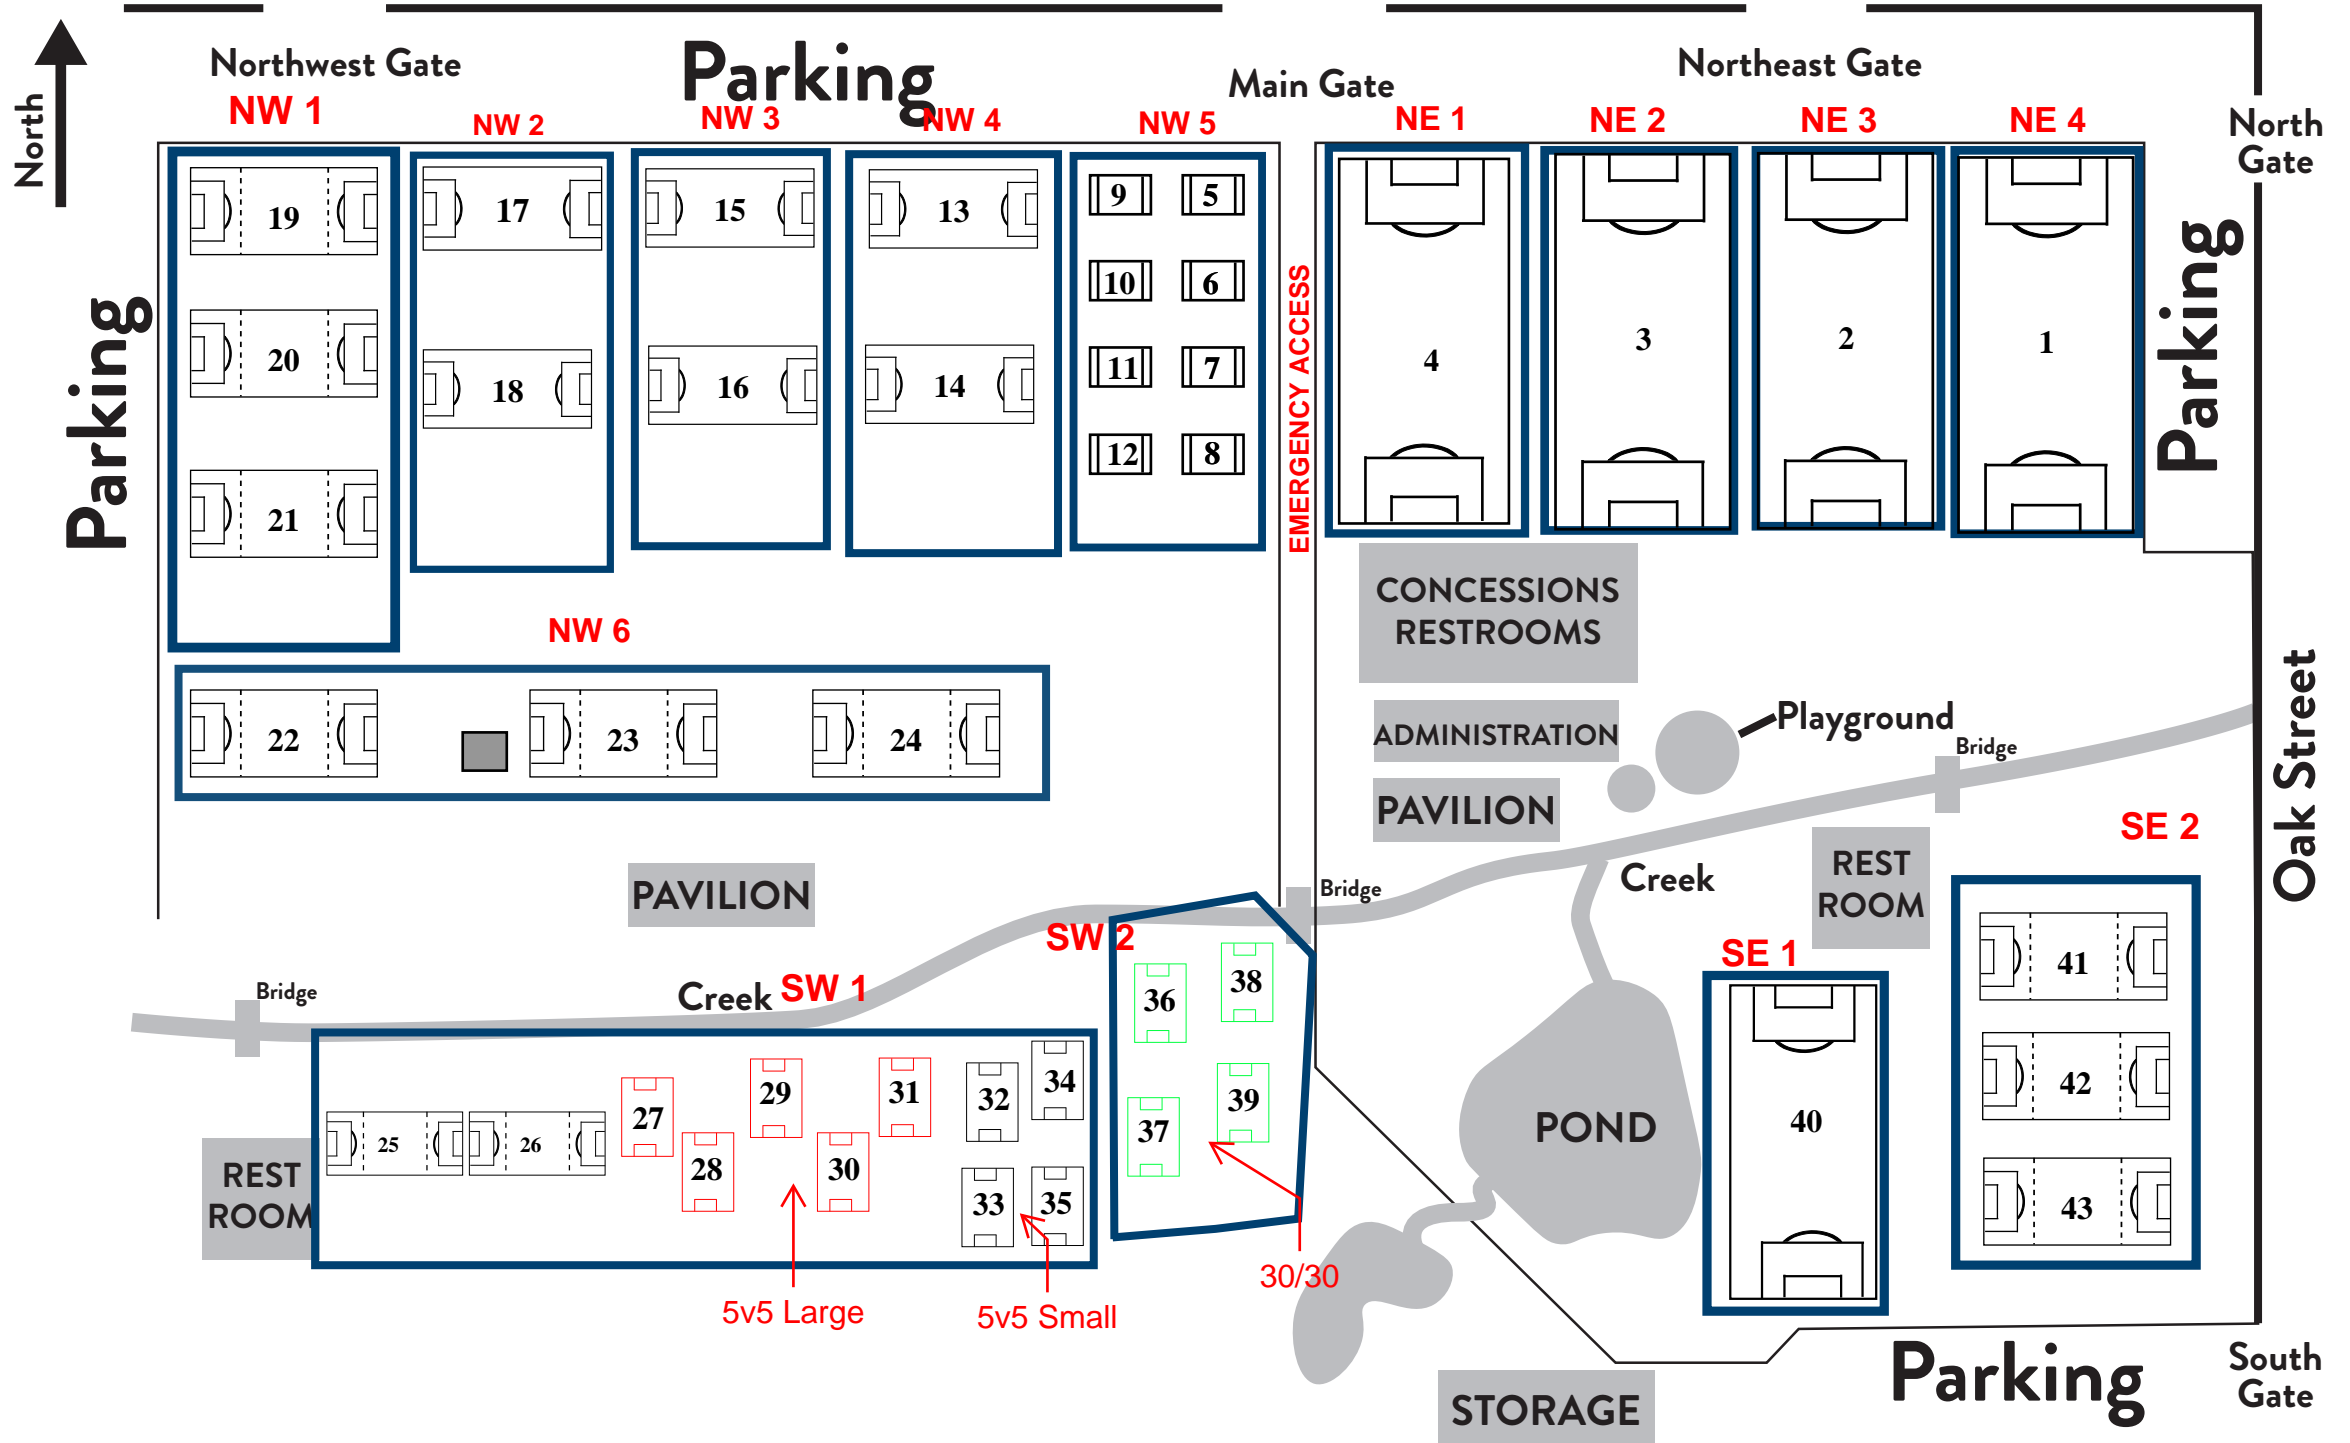 North
Northwest Gate
Parking
Main Gate
Northeast Gate
North
Gate
NW 1
NW 2
NW 3
NW 4
NW 5
NE 1
NE 2
NE 3
NE 4
19
17
15
13
9
5
10
6
20
18
16
14
11
7
12
8
21
4
3
2
1
Parking
EMERGENCY ACCESS
Parking
CONCESSIONS
RESTROOMS
NW 6
22
23
24
ADMINISTRATION
Playground
PAVILION
Bridge
Oak Street
SE 2
PAVILION
Bridge
Creek
REST
ROOM
SW 2
SE 1
Bridge
Creek
SW 1
36
38
41
25
26
27
28
29
30
31
32
34
33
35
37
39
POND
40
42
43
REST
ROOM
30/30
5v5 Large
5v5 Small
Parking
South
Gate
STORAGE